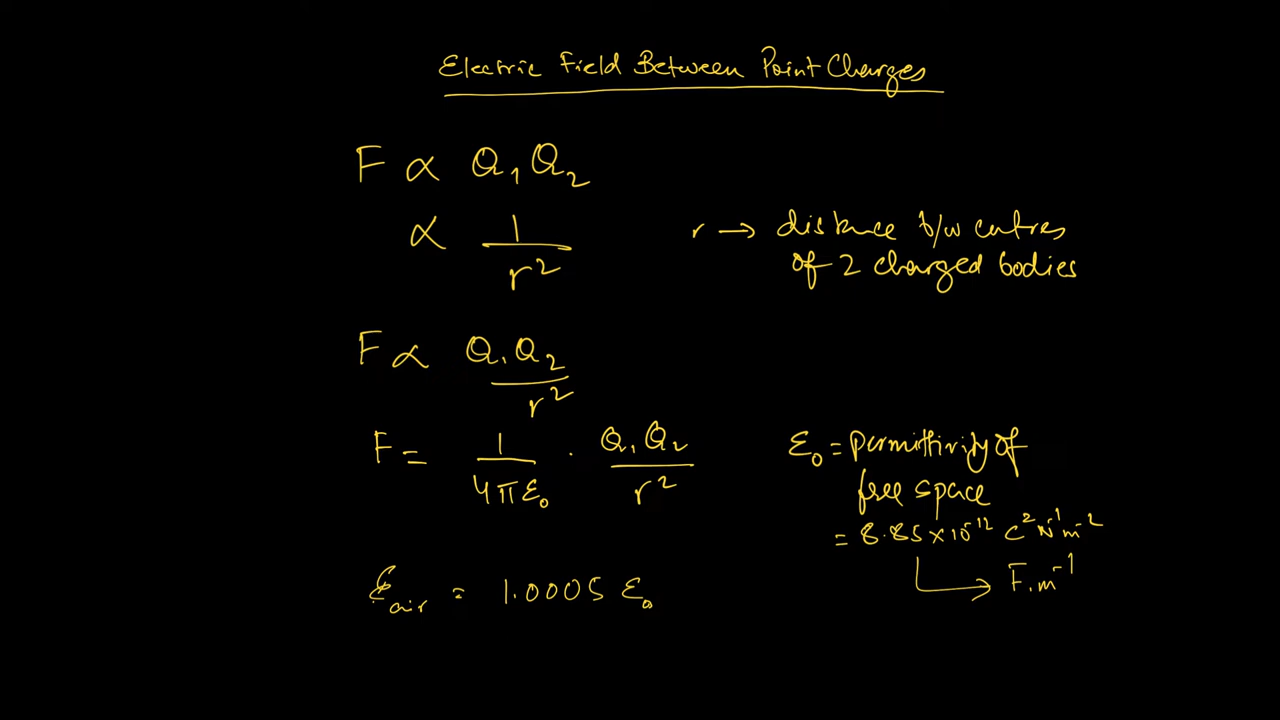 Electric Field Between Point Charges
F ∝ Q₁Q₂
∝ 1/r²
r → distance b/w centres
of 2 charged bodies
F ∝ Q₁Q₂/r²
F = 1/4πε₀ · Q₁Q₂/r²
ε₀ = permittivity of
free space
= 8.85×10⁻¹² C²N⁻¹m⁻²
F.m⁻¹
ε air = 1.0005 ε₀